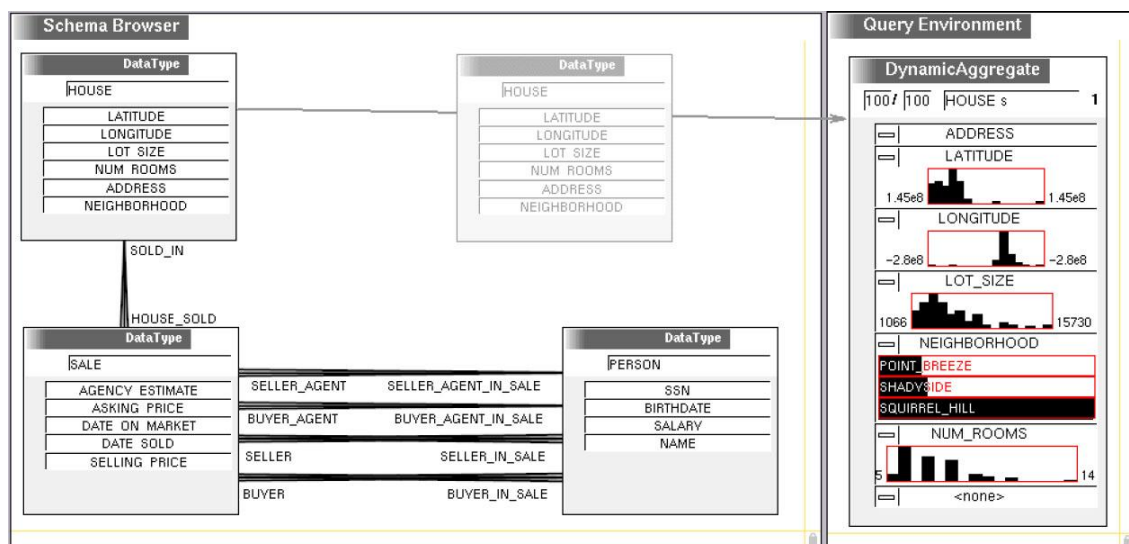 Schema Browser
DataType
HOUSE
LATITUDE
LONGITUDE
LOT SIZE
NUM ROOMS
ADDRESS
NEIGHBORHOOD
DataType
HOUSE
LATITUDE
LONGITUDE
LOT SIZE
NUM ROOMS
ADDRESS
NEIGHBORHOOD
SOLD_IN
HOUSE_SOLD
DataType
SALE
AGENCY ESTIMATE
ASKING PRICE
DATE ON MARKET
DATE SOLD
SELLING PRICE
SELLER_AGENT SELLER_AGENT_IN_SALE
BUYER_AGENT BUYER_AGENT_IN_SALE
SELLER SELLER_IN_SALE
BUYER BUYER_IN_SALE
DataType
PERSON
SSN
BIRTHDATE
SALARY
NAME
Query Environment
DynamicAggregate
100/ 100 HOUSE s 1
ADDRESS
LATITUDE
1.45e8 1.45e8
LONGITUDE
-2.8e8 -2.8e8
LOT_SIZE
1066 15730
NEIGHBORHOOD
POINT_BREEZE
SHADYSIDE
SQUIRREL_HILL
NUM_ROOMS
5 14
<none>